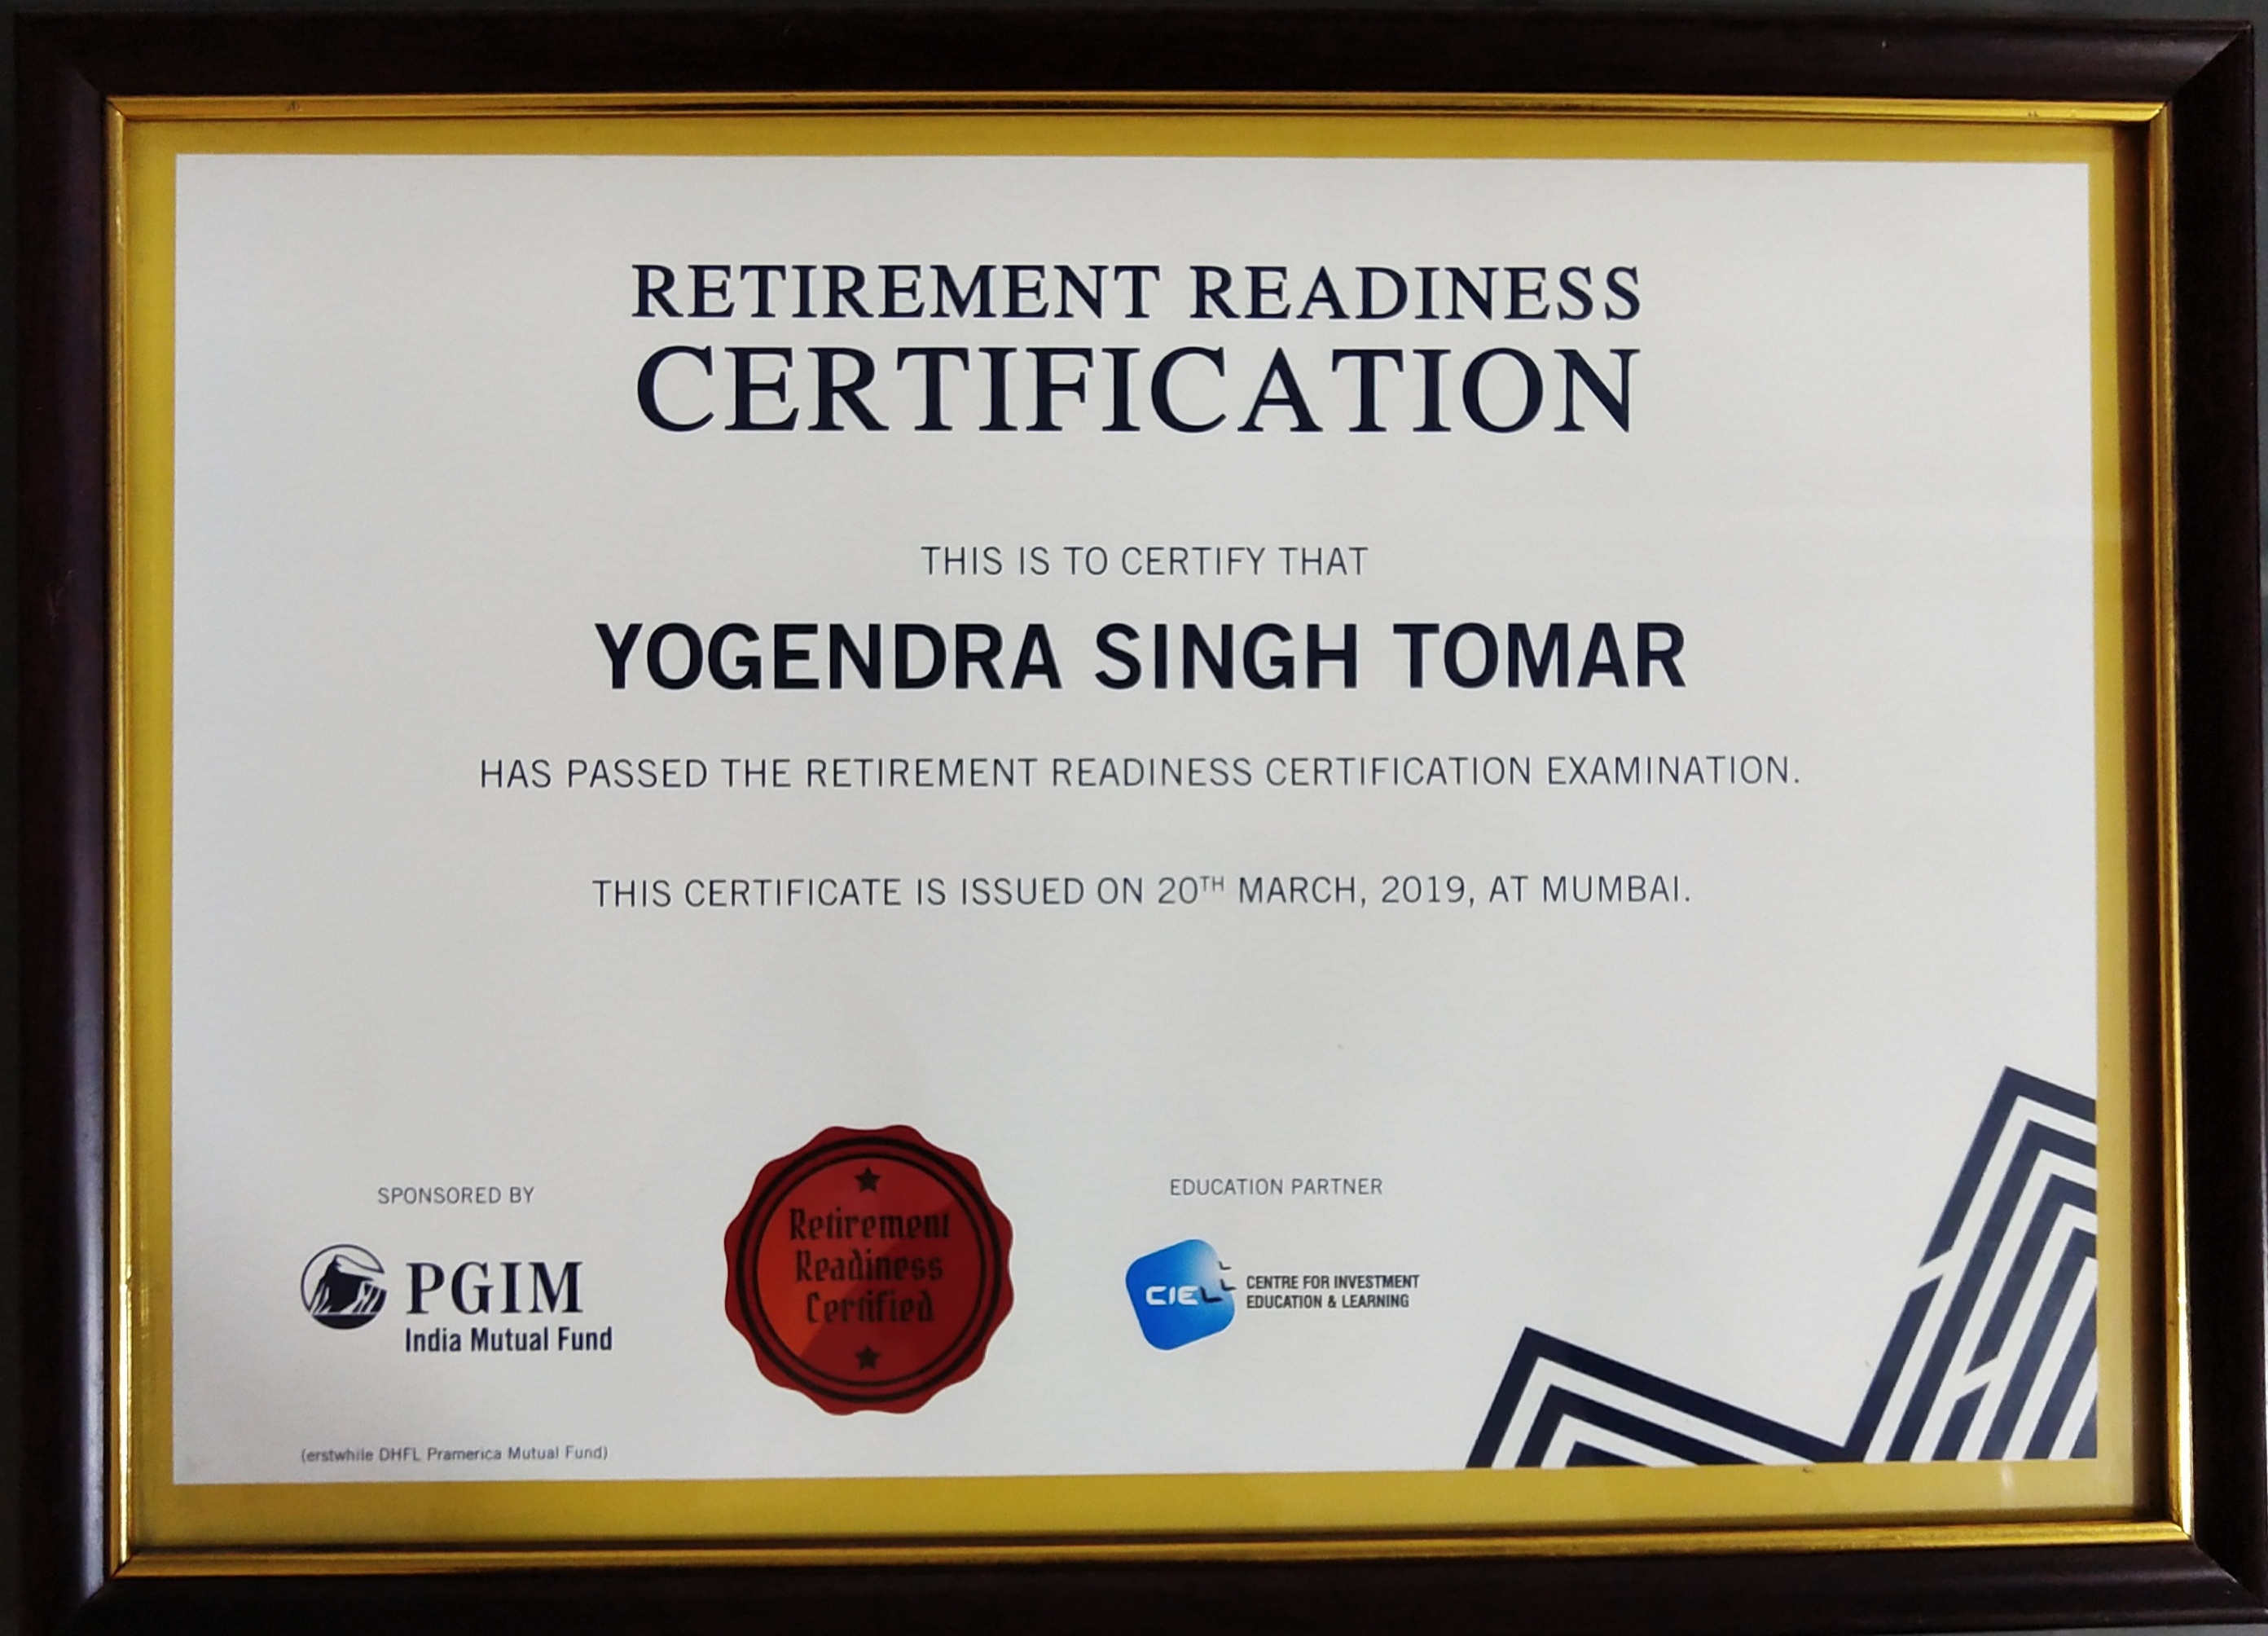 RETIREMENT READINESS
CERTIFICATION
THIS IS TO CERTIFY THAT
YOGENDRA SINGH TOMAR
HAS PASSED THE RETIREMENT READINESS CERTIFICATION EXAMINATION.
THIS CERTIFICATE IS ISSUED ON 20TH MARCH, 2019, AT MUMBAI.
SPONSORED BY
PGIM
India Mutual Fund
(erstwhile DHFL Pramerica Mutual Fund)
Retirement
Readiness
Certified
EDUCATION PARTNER
CIEL
CENTRE FOR INVESTMENT
EDUCATION & LEARNING